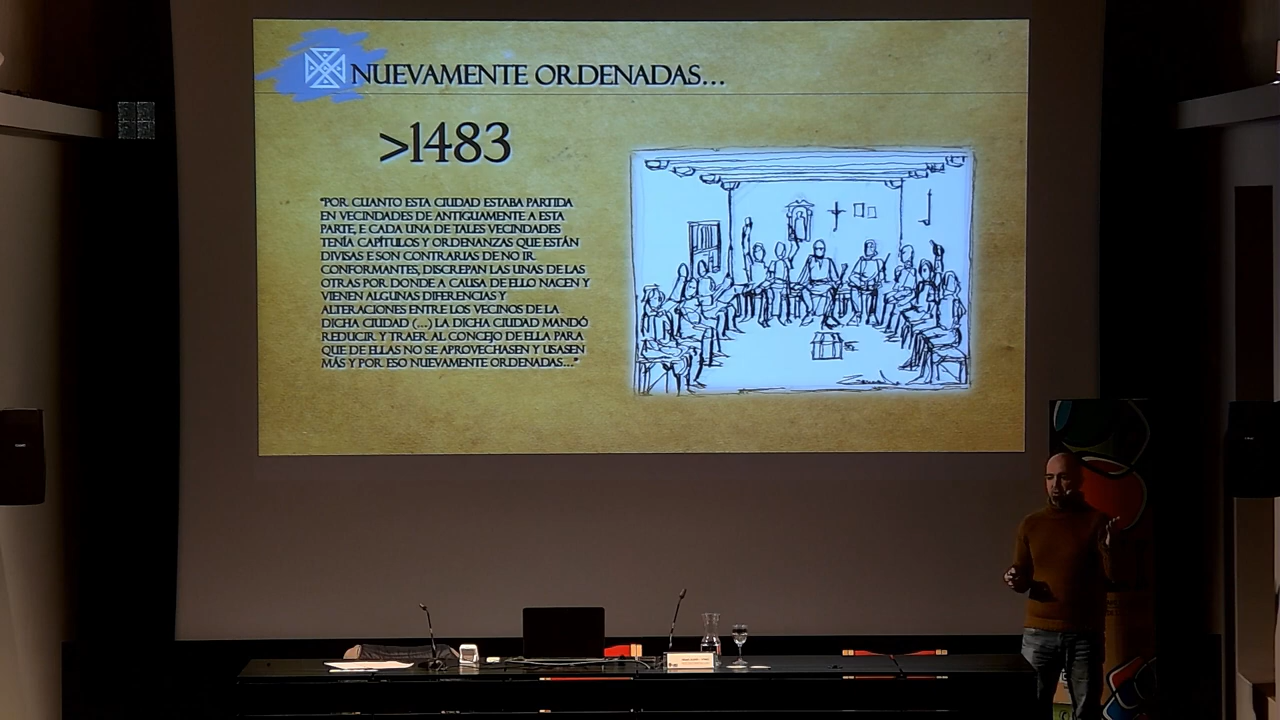 NUEVAMENTE ORDENADAS...
>1483
"POR CUANTO ESTA CIUDAD ESTABA PARTIDA
EN VECINDADES DE ANTIGUAMENTE A ESTA
PARTE, E CADA UNA DE TALES VECINDADES
TENÍA CAPÍTULOS Y ORDENANZAS QUE ESTÁN
DIVISAS E SON CONTRARIAS DE NO IR
CONFORMANTES, DISCREPAN LAS UNAS DE LAS
OTRAS POR DONDE A CAUSA DE ELLO NACEN Y
VIENEN ALGUNAS DIFERENCIAS Y
ALTERACIONES ENTRE LOS VECINOS DE LA
DICHA CIUDAD (...) LA DICHA CIUDAD MANDÓ
REDUCIR Y TRAER AL CONCEJO DE ELLA PARA
QUE DE ELLAS NO SE APROVECHASEN Y USASEN
MÁS Y POR ESO NUEVAMENTE ORDENADAS..."